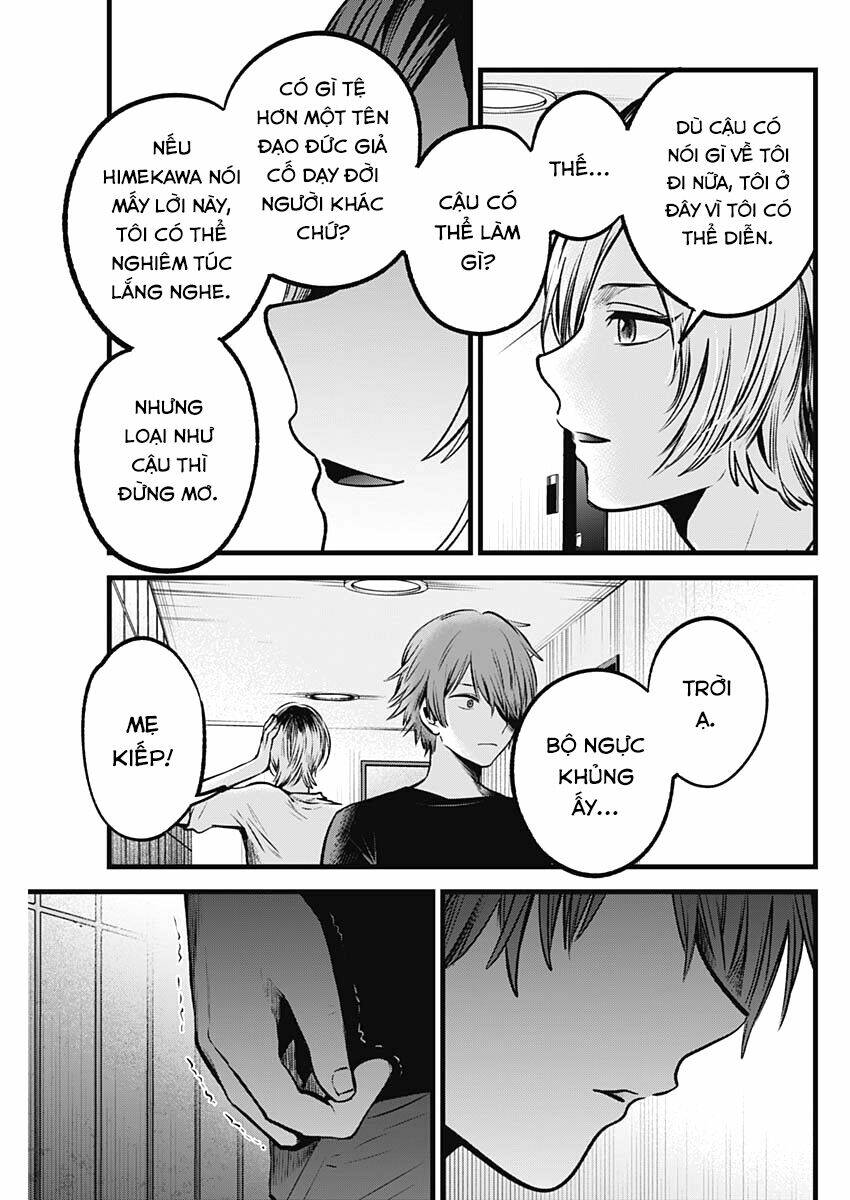 DÙ CẬU CÓ
NÓI GÌ VỀ TÔI
ĐI NỮA, TÔI Ở
ĐÂY VÌ TÔI CÓ
THỂ DIỄN.
THẾ...
CẬU CÓ
THỂ LÀM
GÌ?
CÓ GÌ TỆ
HƠN MỘT TÊN
ĐẠO ĐỨC GIẢ
CỐ DẠY ĐỜI
NGƯỜI KHÁC
CHỨ?
NẾU
HIMEKAWA NÓI
MẤY LỜI NÀY,
TÔI CÓ THỂ
NGHIÊM TÚC
LẮNG NGHE.
NHƯNG
LOẠI NHƯ
CẬU THÌ
ĐỪNG MƠ.
TRỜI
Ạ.
BỘ NGỰC
KHỦNG
ẤY...
MẸ
KIẾP!